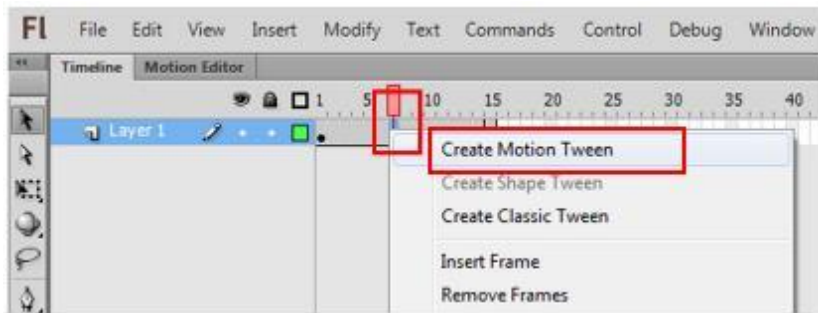 Fl File Edit View Insert Modify Text Commands Control Debug Window
Timeline Motion Editor
1 5 10 15 20 25 30 35 40
Layer 1
Create Motion Tween
Create Shape Tween
Create Classic Tween
Insert Frame
Remove Frames